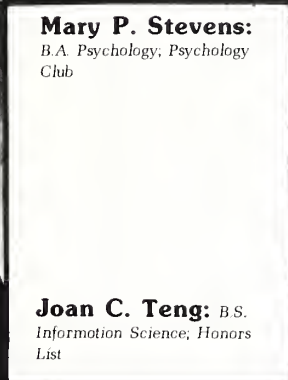 Mary P. Stevens:
B.A. Psychology; Psychology
Club
Joan C. Teng: B.S.
Informotion Science; Honors
List